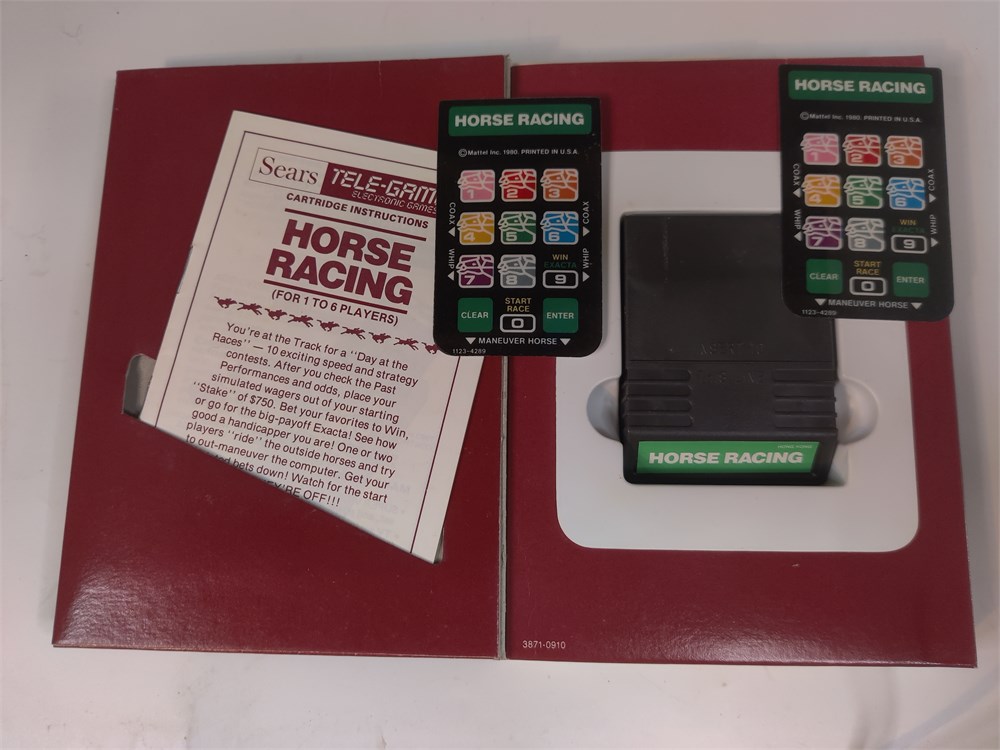 Sears TELE-GAM
ELECTRONIC GAMES
CARTRIDGE INSTRUCTIONS
HORSE
RACING
(FOR 1 TO 6 PLAYERS)
You're at the Track for a "Day at the
Races" — 10 exciting speed and strategy
contests. After you check the Past
Performances and odds, place your
simulated wagers out of your starting
"Stake" of $750. Bet your favorites to Win,
or go for the big-payoff Exacta! See how
good a handicapper you are! One or two
players "ride" the outside horses and try
to out-maneuver the computer. Get your
bets down! Watch for the start
EY'RE OFF!!!
HORSE RACING
©Mattel Inc. 1980. PRINTED IN U.S.A.
1 2 3
COAX 4 5 6 COAX
WHIP 7 8 WIN EXACTA 9 WHIP
CLEAR START RACE 0 ENTER
MANEUVER HORSE
1123-4289
HORSE RACING
©Mattel Inc. 1980. PRINTED IN U.S.A.
1 2 3
COAX 4 5 6 COAX
WHIP 7 8 WIN EXACTA 9 WHIP
CLEAR START RACE 0 ENTER
MANEUVER HORSE
1123-4289
HORSE RACING
3871-0910